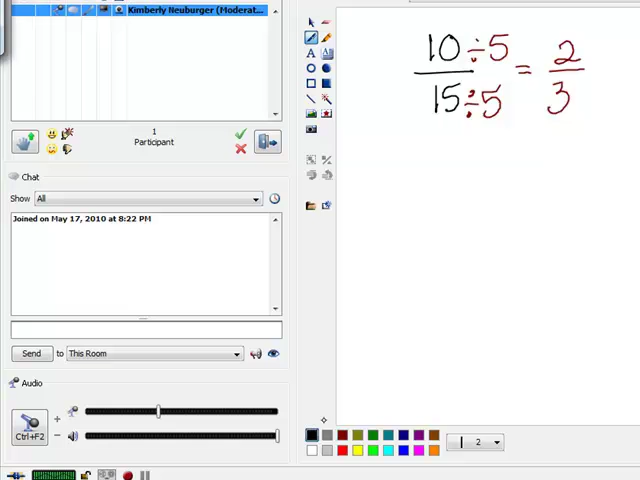 Kimberly Neuburger (Moderat...
1
Participant
Chat
Show All
Joined on May 17, 2010 at 8:22 PM
Send to This Room
Audio
Ctrl+F2
+
−
A A
2
10 ÷ 5 = 2
15 ÷ 5 3